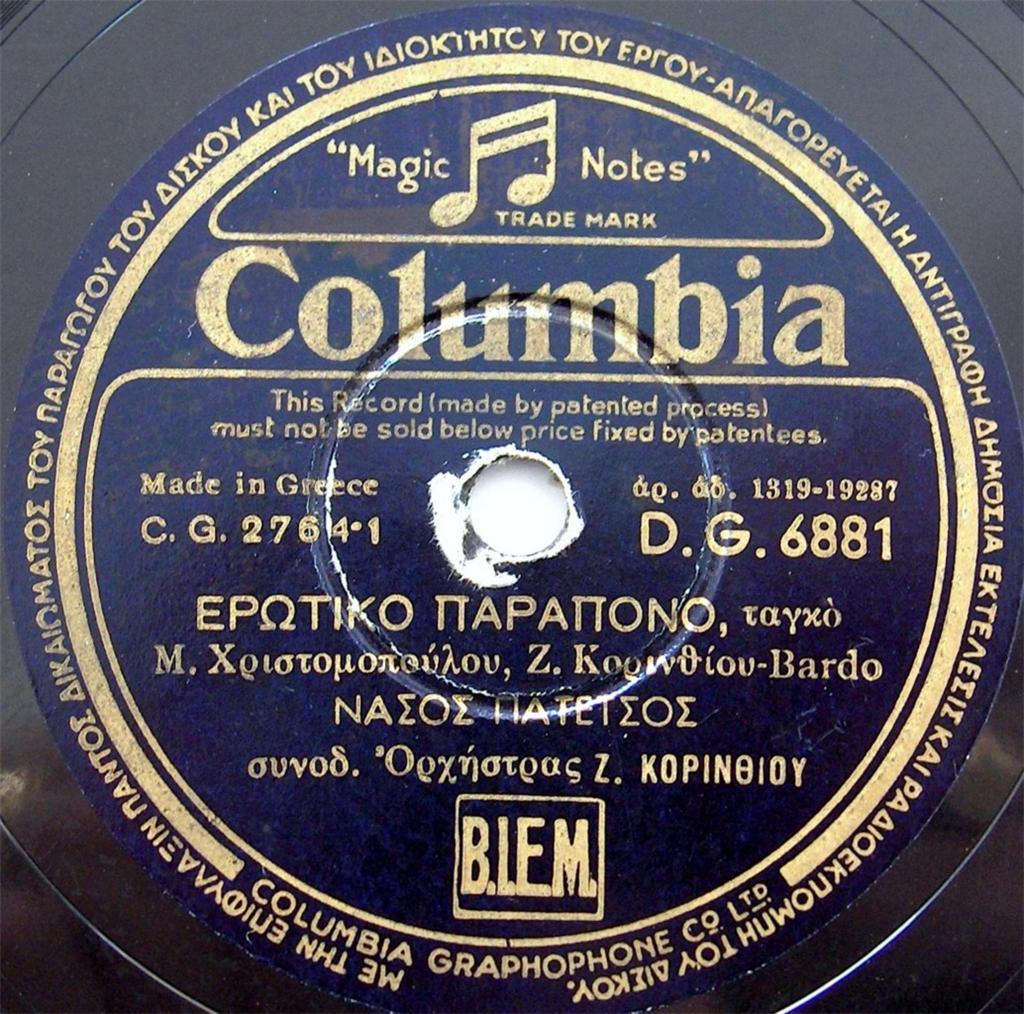 ΜΕ ΤΗΝ ΕΠΙΦΥΛΑΞΙΝ ΠΑΝΤΟΣ ΔΙΚΑΙΩΜΑΤΟΣ ΤΟΥ ΠΑΡΑΓΩΓΟΥ ΤΟΥ ΔΙΣΚΟΥ ΚΑΙ ΤΟΥ ΙΔΙΟΚΤΗΤΟΥ ΤΟΥ ΕΡΓΟΥ-ΑΠΑΓΟΡΕΥΕΤΑΙ Η ΑΝΤΙΓΡΑΦΗ ΔΗΜΟΣΙΑ ΕΚΤΕΛΕΣΙΣ ΚΑΙ ΡΑΔΙΟΕΚΠΟΜΠΗ ΤΟΥ ΔΙΣΚΟΥ.
“Magic Notes”
TRADE MARK
Columbia
This Record (made by patented process)
must not be sold below price fixed by patentees.
Made in Greece ἀρ. ἀδ. 1319-19287
C. G. 2764-1 D. G. 6881
ΕΡΩΤΙΚΟ ΠΑΡΑΠΟΝΟ, ταγκὸ
Μ. Χριστομοπούλου, Ζ. Κορινθίου-Bardo
ΝΑΣΟΣ ΠΑΤΕΤΣΟΣ
συνοδ. Ὀρχήστρας Ζ. ΚΟΡΙΝΘΙΟΥ
B.I.E.M.
COLUMBIA GRAPHOPHONE CO LTD.